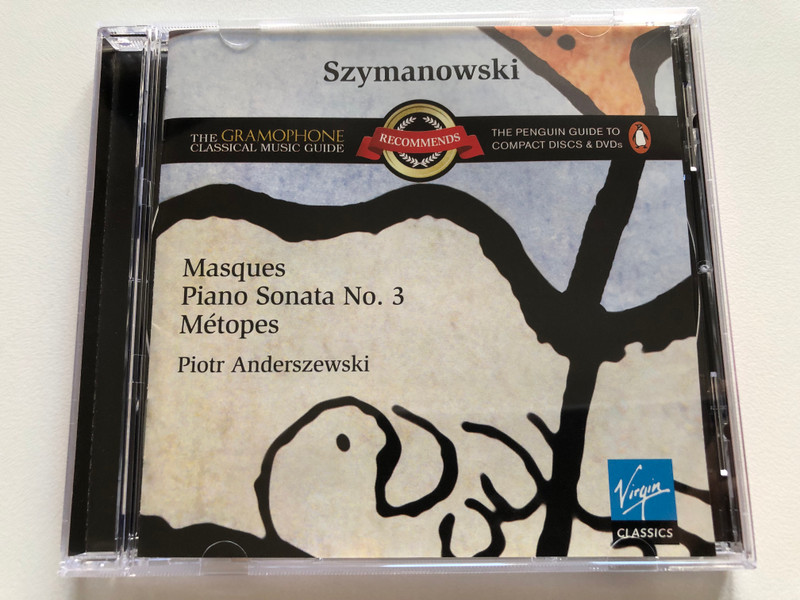 Szymanowski
THE GRAMOPHONE
CLASSICAL MUSIC GUIDE
RECOMMENDS
THE PENGUIN GUIDE TO
COMPACT DISCS & DVDs
Masques
Piano Sonata No. 3
Métopes
Piotr Anderszewski
Virgin
CLASSICS